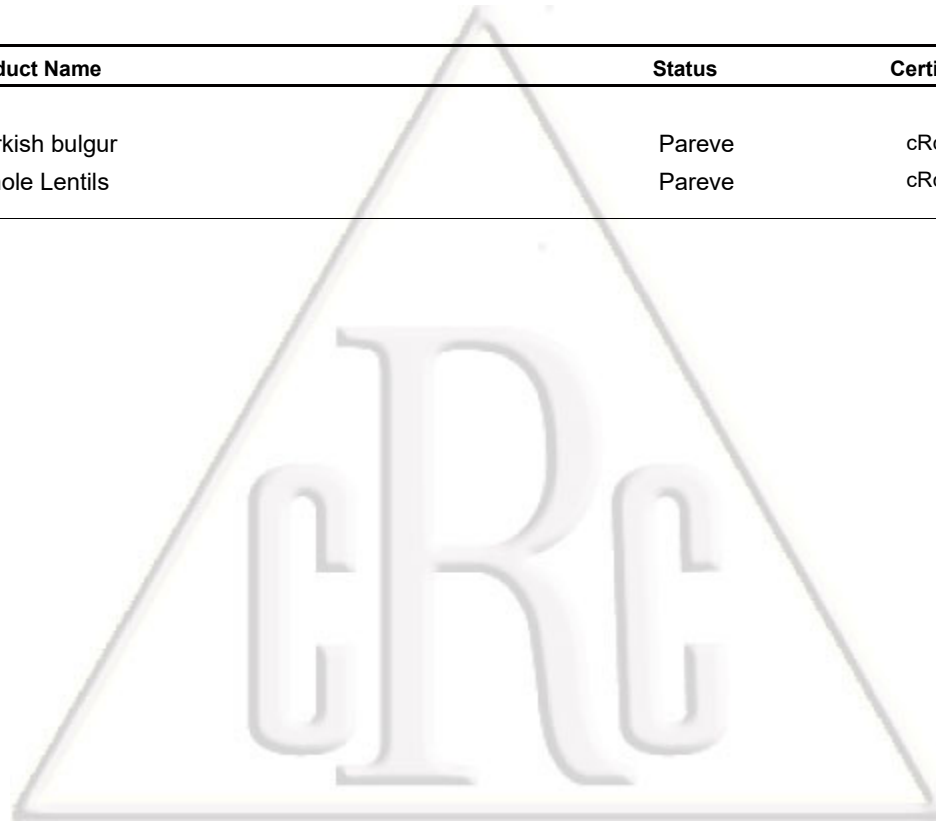 duct Name Status Certi
rkish bulgur Pareve cRc
ole Lentils Pareve cRc
cRc